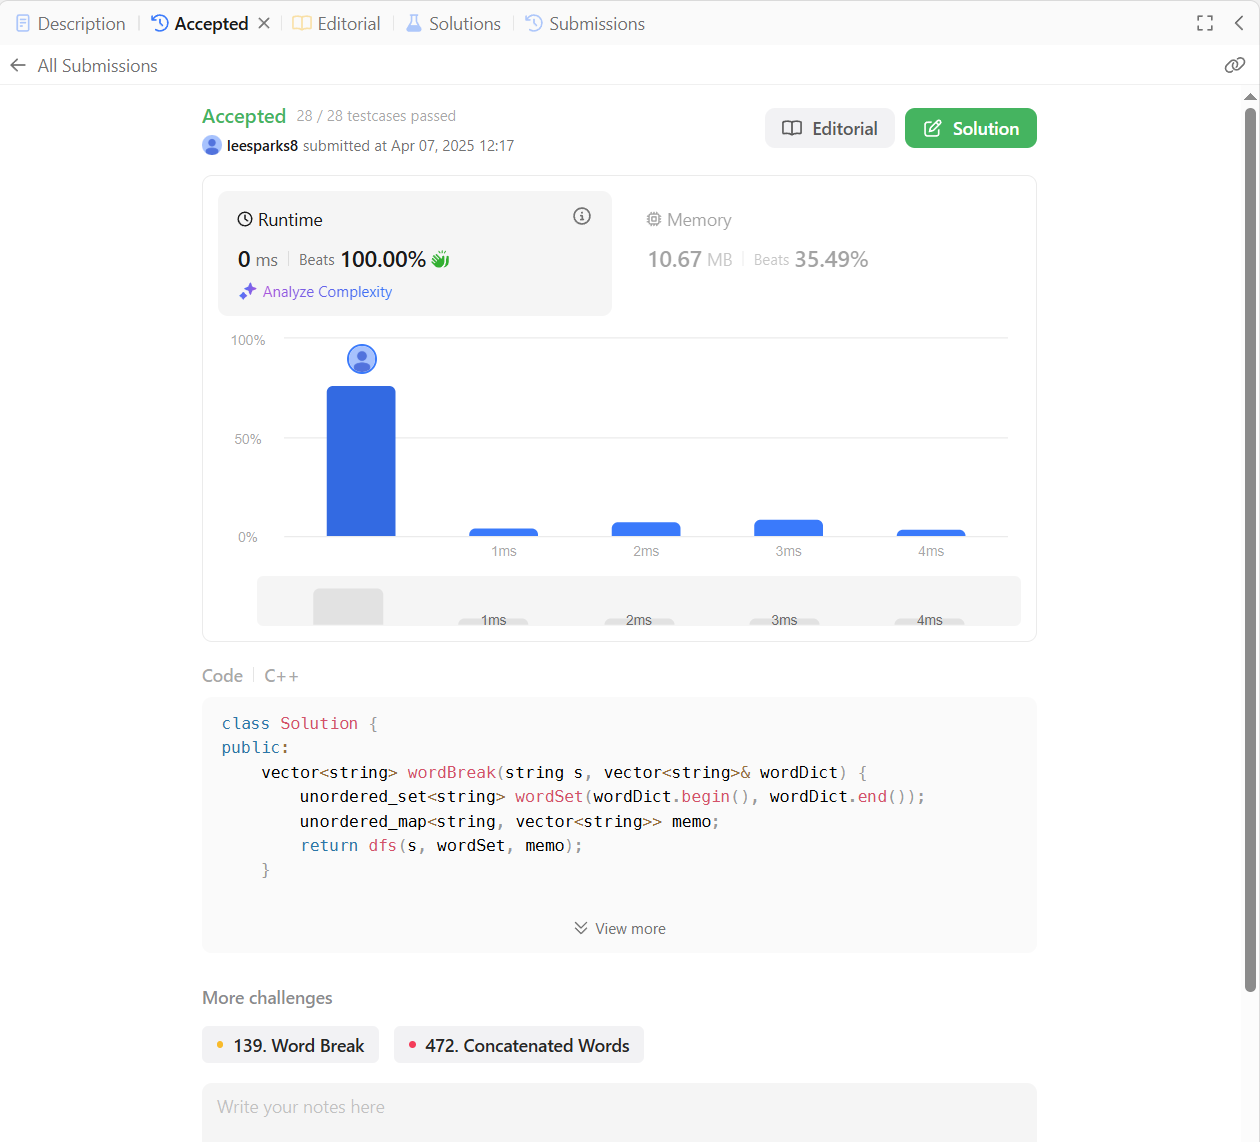 Description Accepted Editorial Solutions Submissions
All Submissions
Accepted 28 / 28 testcases passed
leesparks8 submitted at Apr 07, 2025 12:17
Editorial Solution
Runtime
0 ms Beats 100.00%
Analyze Complexity
Memory
10.67 MB Beats 35.49%
100%
50%
0%
1ms 2ms 3ms 4ms
1ms 2ms 3ms 4ms
Code C++
class Solution {
public:
    vector<string> wordBreak(string s, vector<string>& wordDict) {
        unordered_set<string> wordSet(wordDict.begin(), wordDict.end());
        unordered_map<string, vector<string>> memo;
        return dfs(s, wordSet, memo);
    }
View more
More challenges
139. Word Break 472. Concatenated Words
Write your notes here